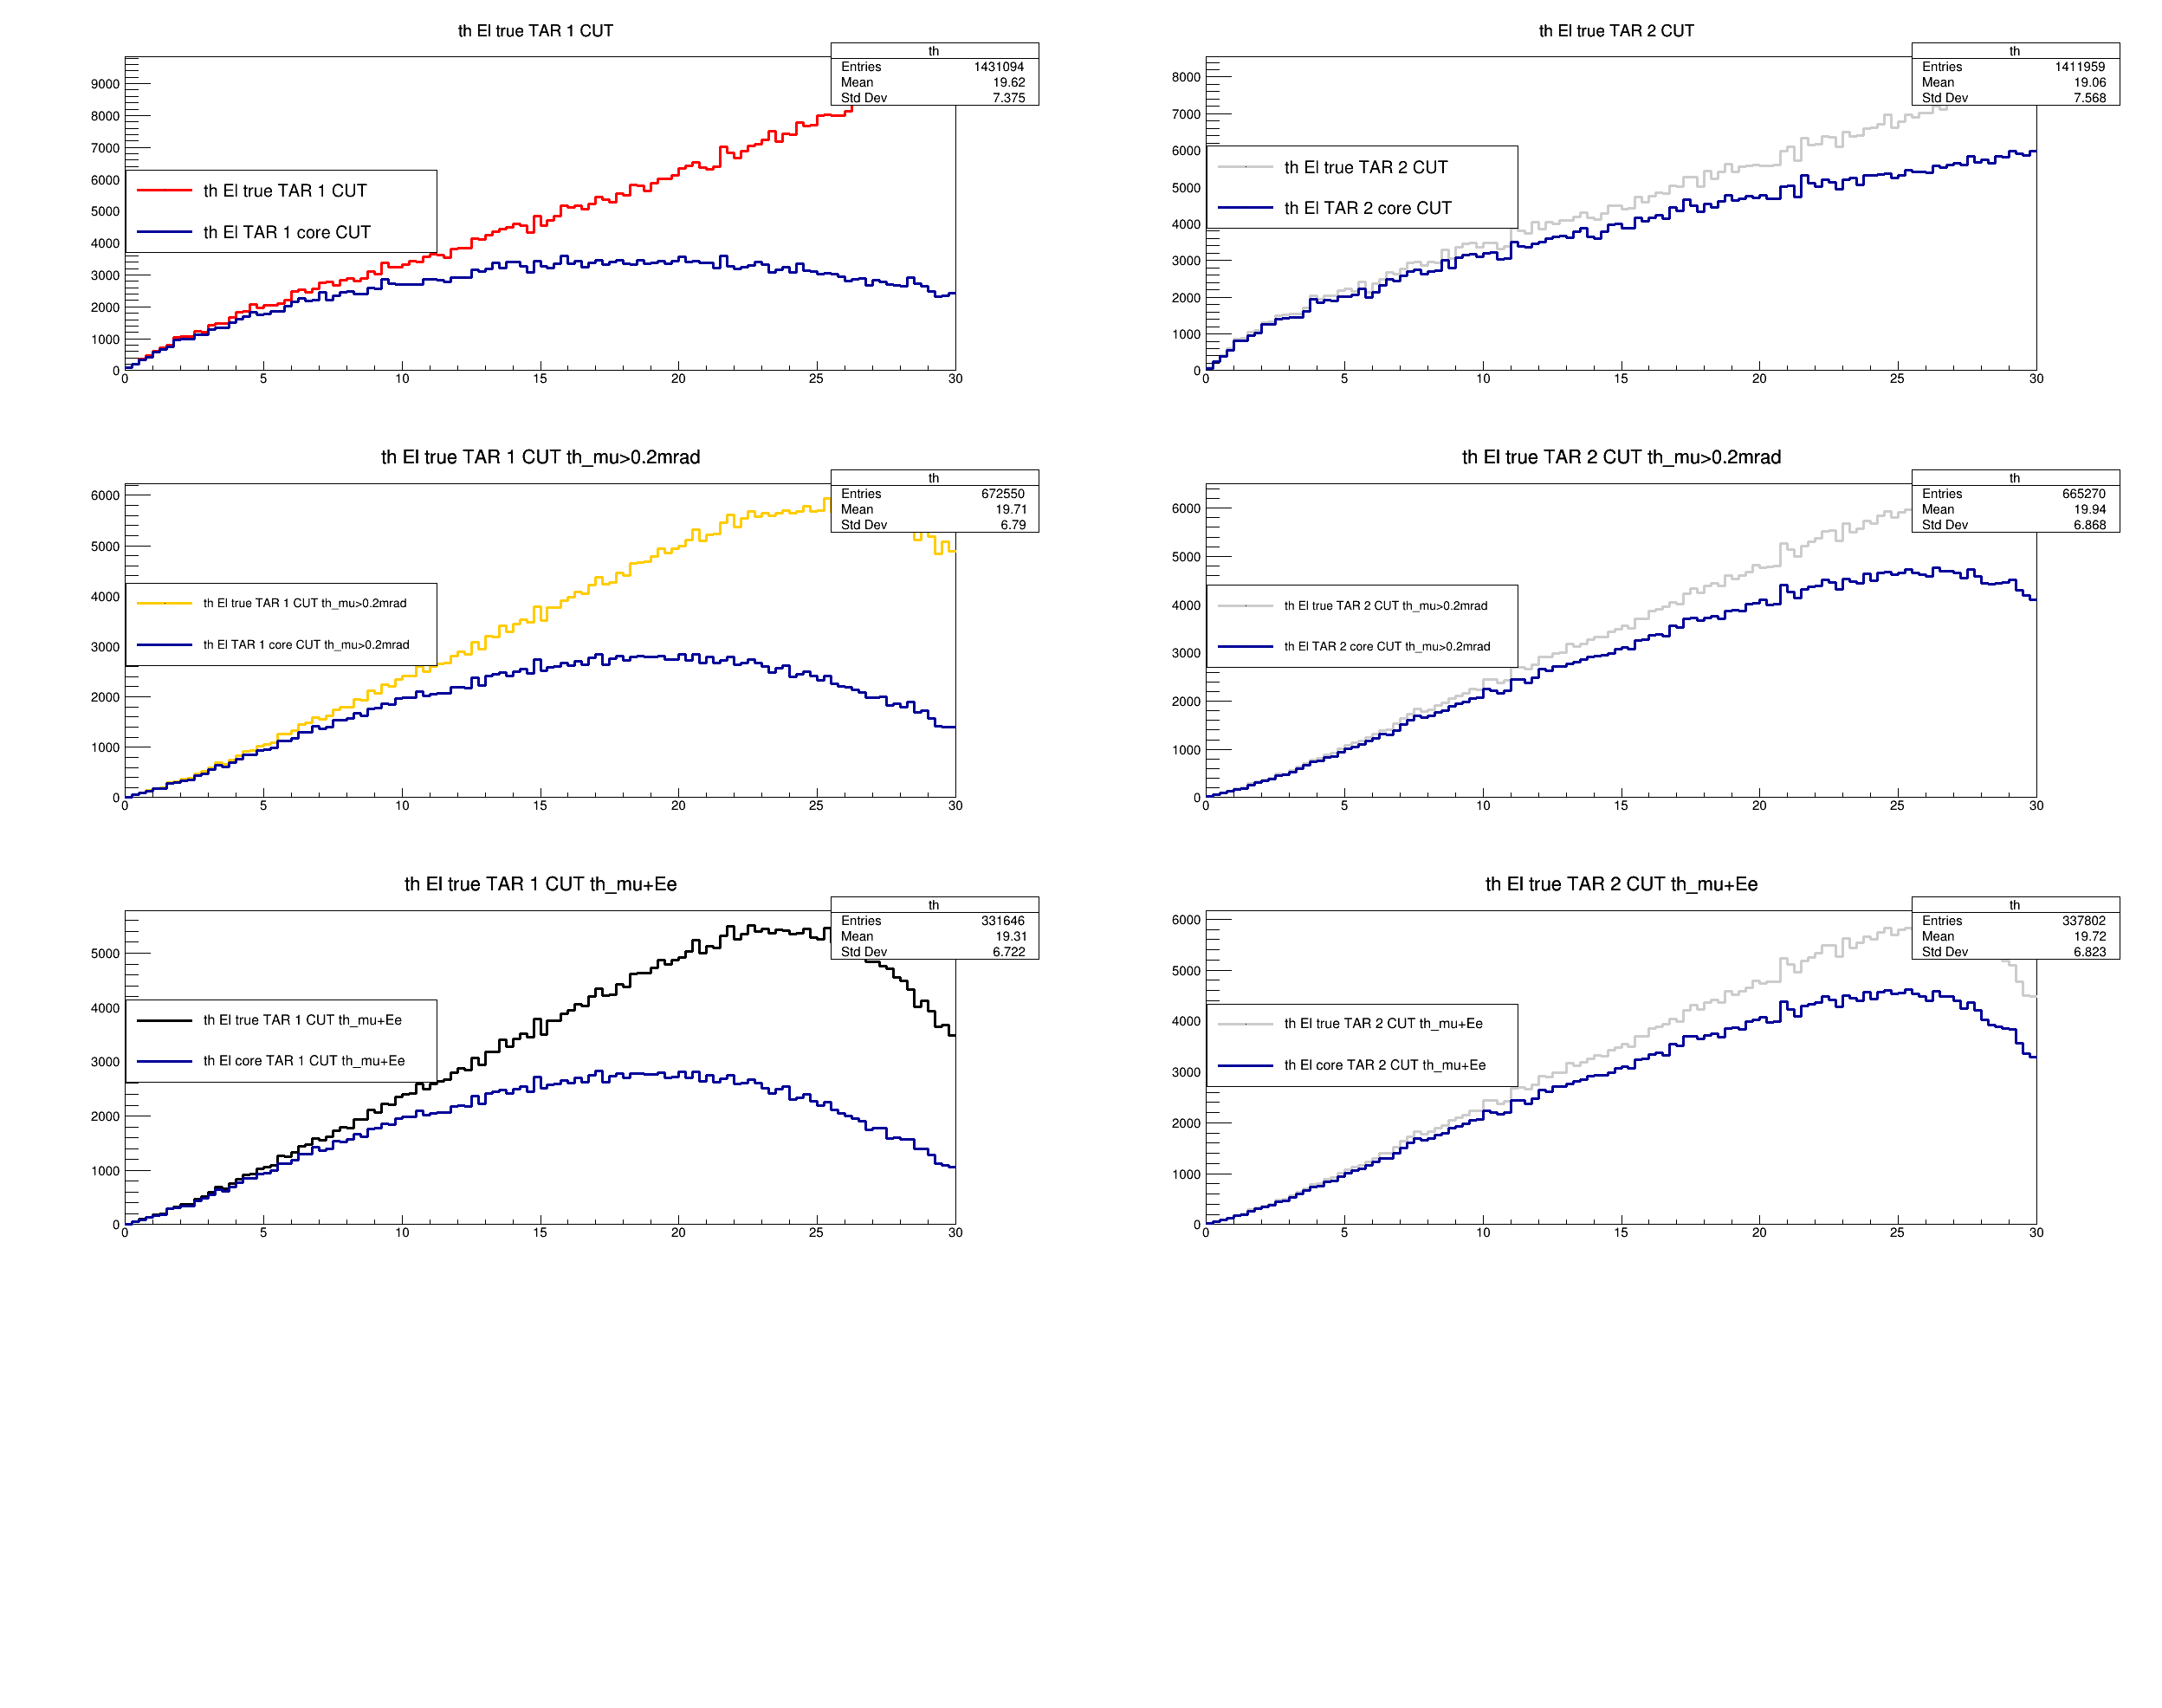 th El true TAR 1 CUT
th
Entries 1431094
Mean 19.62
Std Dev 7.375
9000
8000
7000
6000
5000
4000
3000
2000
1000
0
th El true TAR 1 CUT
th El TAR 1 core CUT
0 5 10 15 20 25 30
th El true TAR 2 CUT
th
Entries 1411959
Mean 19.06
Std Dev 7.568
8000
7000
6000
5000
4000
3000
2000
1000
0
th El true TAR 2 CUT
th El TAR 2 core CUT
0 5 10 15 20 25 30
th El true TAR 1 CUT th_mu>0.2mrad
th
Entries 672550
Mean 19.71
Std Dev 6.79
6000
5000
4000
3000
2000
1000
0
th El true TAR 1 CUT th_mu>0.2mrad
th El TAR 1 core CUT th_mu>0.2mrad
0 5 10 15 20 25 30
th El true TAR 2 CUT th_mu>0.2mrad
th
Entries 665270
Mean 19.94
Std Dev 6.868
6000
5000
4000
3000
2000
1000
0
th El true TAR 2 CUT th_mu>0.2mrad
th El TAR 2 core CUT th_mu>0.2mrad
0 5 10 15 20 25 30
th El true TAR 1 CUT th_mu+Ee
th
Entries 331646
Mean 19.31
Std Dev 6.722
5000
4000
3000
2000
1000
0
th El true TAR 1 CUT th_mu+Ee
th El core TAR 1 CUT th_mu+Ee
0 5 10 15 20 25 30
th El true TAR 2 CUT th_mu+Ee
th
Entries 337802
Mean 19.72
Std Dev 6.823
6000
5000
4000
3000
2000
1000
0
th El true TAR 2 CUT th_mu+Ee
th El core TAR 2 CUT th_mu+Ee
0 5 10 15 20 25 30